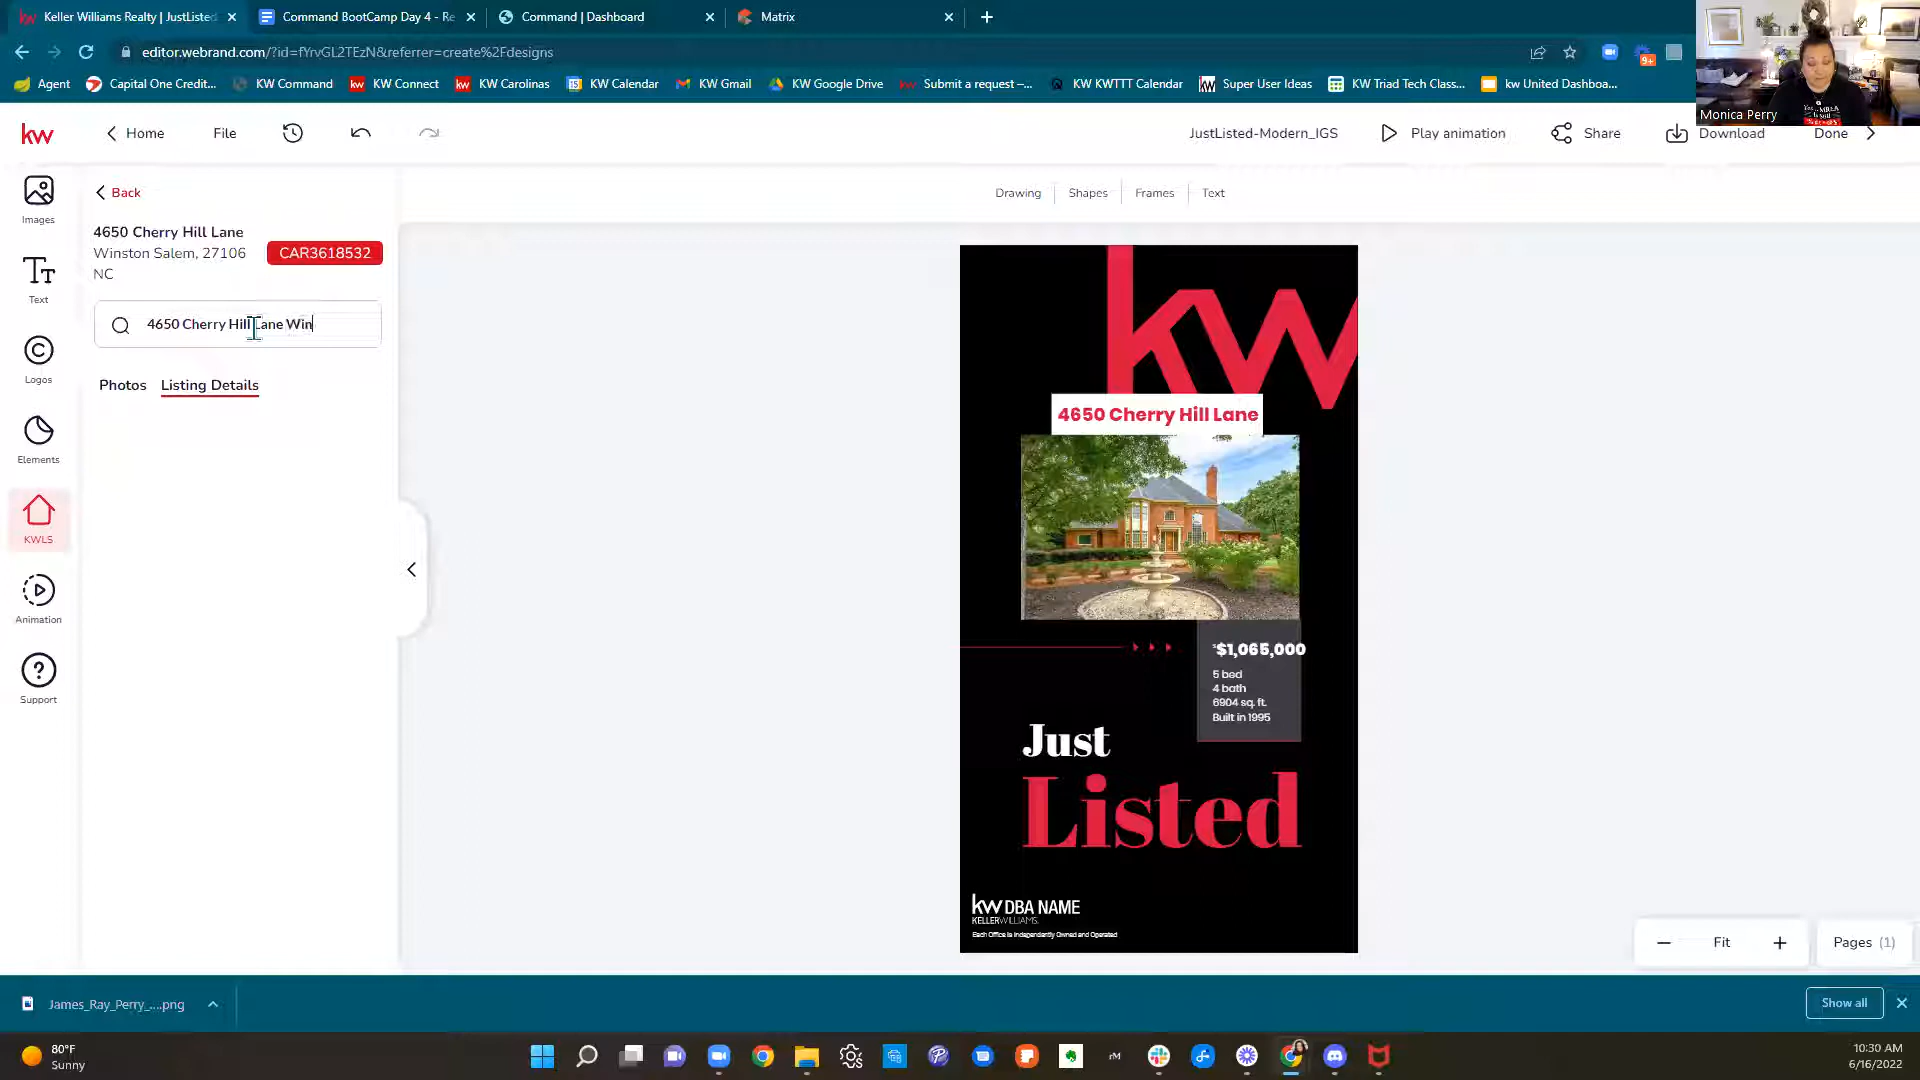 Keller Williams Realty | JustListed
Command BootCamp Day 4 - Re
Command | Dashboard
Matrix
editor.webrand.com/?id=fYrvGL2TEzN&referrer=create%2Fdesigns
9+
Agent
Capital One Credit...
KW Command
KW Connect
KW Carolinas
KW Calendar
KW Gmail
KW Google Drive
Submit a request –...
KW KWTTT Calendar
Super User Ideas
KW Triad Tech Class...
kw United Dashboa...
Monica Perry
kw
Home
File
JustListed-Modern_IGS
Play animation
Share
Download
Done
Images
Text
Logos
Elements
KWLS
Animation
Support
Back
4650 Cherry Hill Lane
Winston Salem, 27106
NC
CAR3618532
4650 Cherry Hill Lane Win
Photos
Listing Details
Drawing
Shapes
Frames
Text
kw
4650 Cherry Hill Lane
$1,065,000
5 bed
4 bath
6904 sq. ft.
Built in 1995
Just
Listed
kw DBA NAME
KELLERWILLIAMS.
Each Office is Independently Owned and Operated
Fit
Pages (1)
James_Ray_Perry_....png
Show all
80°F
Sunny
rM
10:30 AM
6/16/2022